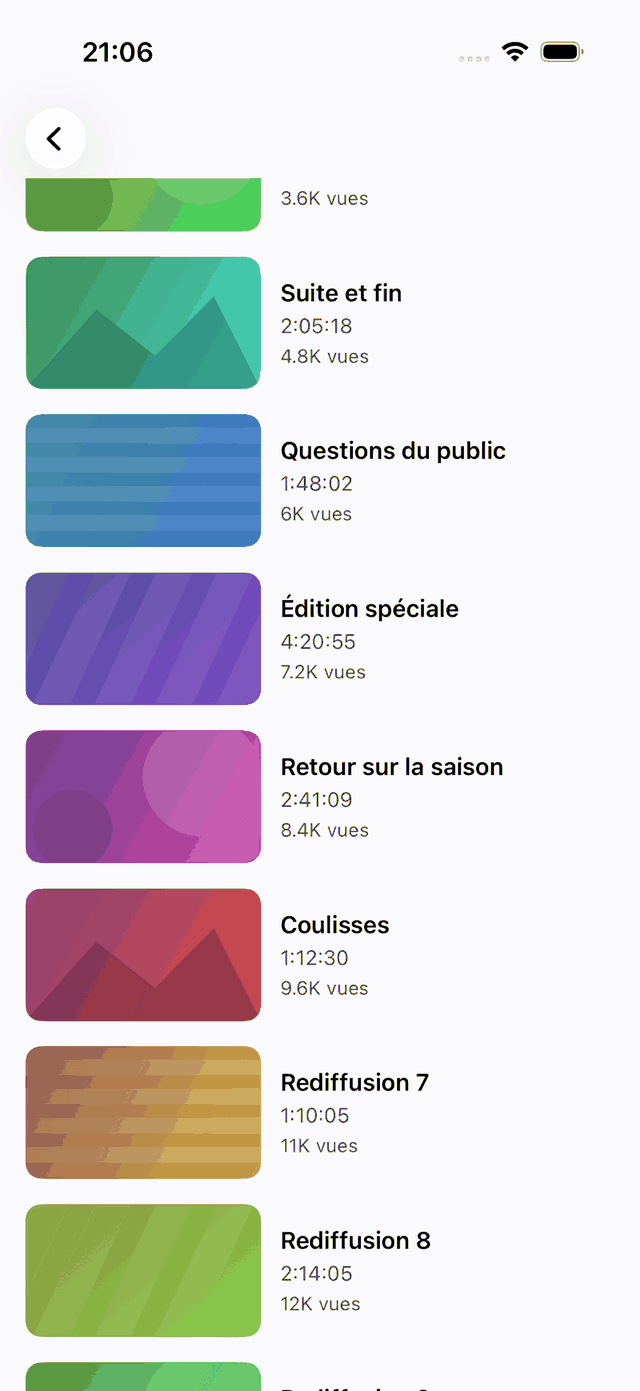 21:06
3.6K vues
Suite et fin
2:05:18
4.8K vues
Questions du public
1:48:02
6K vues
Édition spéciale
4:20:55
7.2K vues
Retour sur la saison
2:41:09
8.4K vues
Coulisses
1:12:30
9.6K vues
Rediffusion 7
1:10:05
11K vues
Rediffusion 8
2:14:05
12K vues